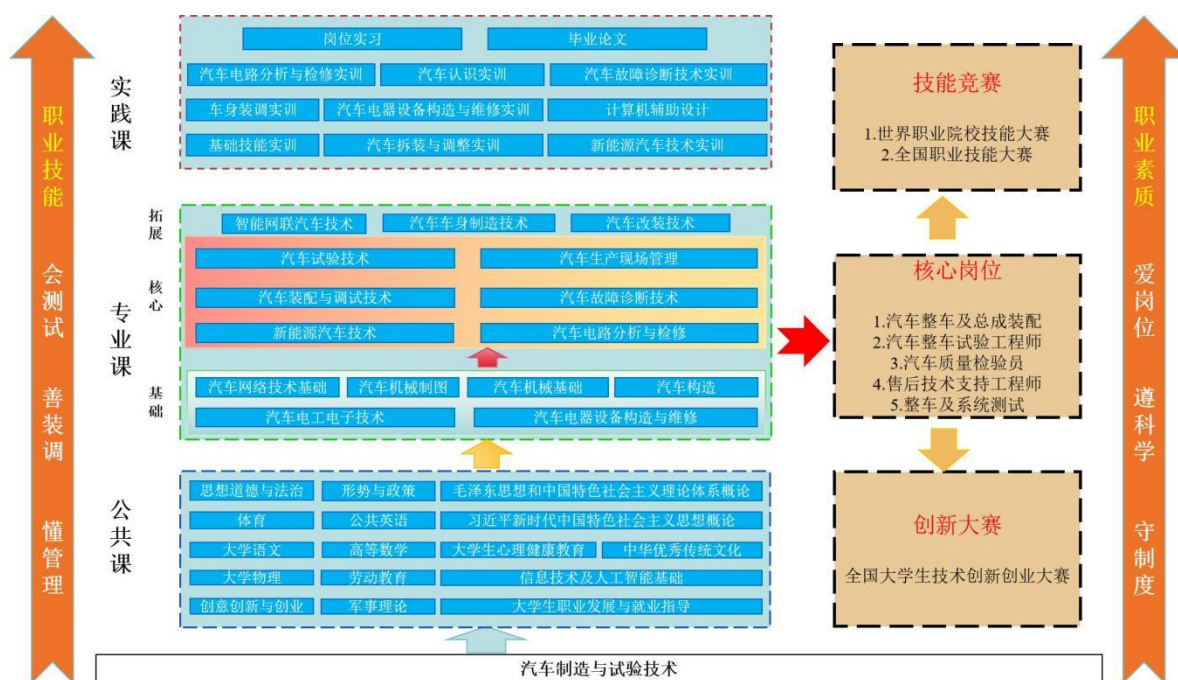 职业技能
会测试
善装调
懂管理
实践课
岗位实习
毕业论文
汽车电路分析与检修实训
汽车认识实训
汽车故障诊断技术实训
车身装调实训
汽车电器设备构造与维修实训
计算机辅助设计
基础技能实训
汽车拆装与调整实训
新能源汽车技术实训
专业课
拓展
智能网联汽车技术
汽车车身制造技术
汽车改装技术
核心
汽车试验技术
汽车生产现场管理
汽车装配与调试技术
汽车故障诊断技术
新能源汽车技术
汽车电路分析与检修
基础
汽车网络技术基础
汽车机械制图
汽车机械基础
汽车构造
汽车电工电子技术
汽车电器设备构造与维修
公共课
思想道德与法治
形势与政策
毛泽东思想和中国特色社会主义理论体系概论
体育
公共英语
习近平新时代中国特色社会主义思想概论
大学语文
高等数学
大学生心理健康教育
中华优秀传统文化
大学物理
劳动教育
信息技术及人工智能基础
创意创新与创业
军事理论
大学生职业发展与就业指导
汽车制造与试验技术
技能竞赛
1.世界职业院校技能大赛
2.全国职业技能大赛
核心岗位
1.汽车整车及总成装配
2.汽车整车试验工程师
3.汽车质量检验员
4.售后技术支持工程师
5.整车及系统测试
创新大赛
全国大学生技术创新创业大赛
职业素质
爱岗位
遵科学
守制度